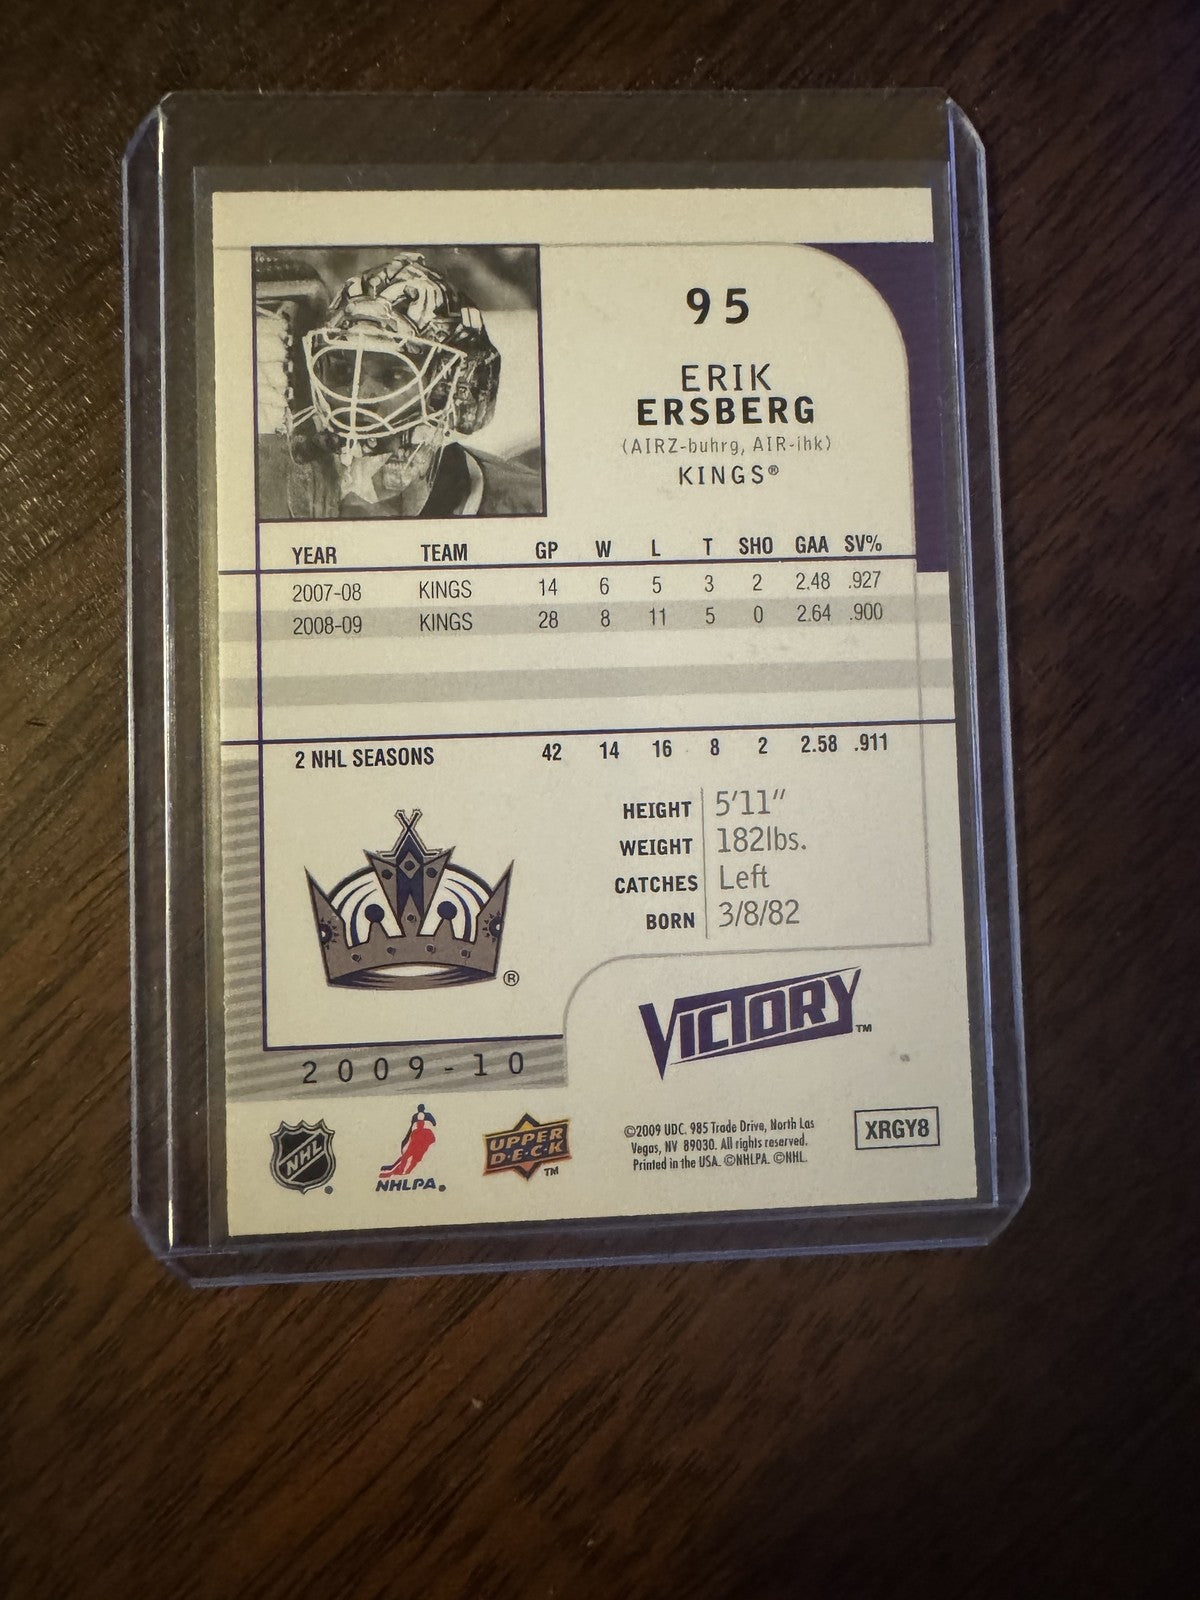 95
ERIK
ERSBERG
(AIRZ-buhrg, AIR-ihk)
KINGS®
YEAR TEAM GP W L T SHO GAA SV%
2007-08 KINGS 14 6 5 3 2 2.48 .927
2008-09 KINGS 28 8 11 5 0 2.64 .900
2 NHL SEASONS 42 14 16 8 2 2.58 .911
HEIGHT 5'11"
WEIGHT 182lbs.
CATCHES Left
BORN 3/8/82
®
VICTORY™
2009-10
NHL®
NHLPA®
UPPER
D·E·C·K™
©2009 UDC. 985 Trade Drive, North Las
Vegas, NV 89030. All rights reserved.
Printed in the USA. ©NHLPA. ©NHL.
XRGY8